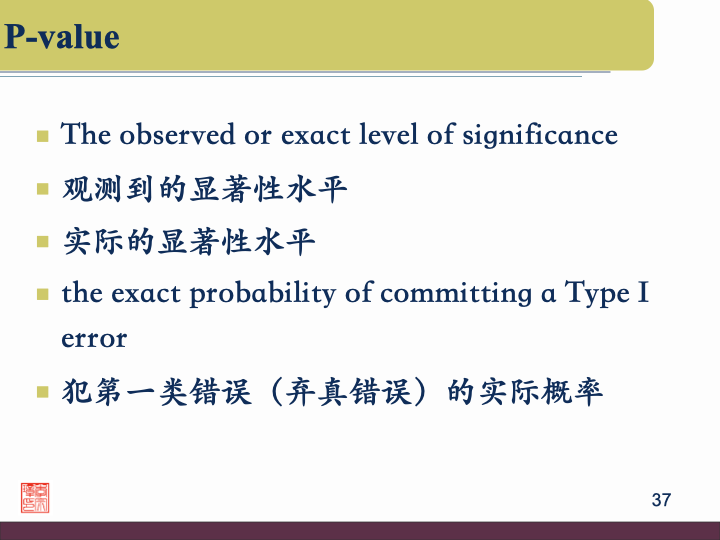 P-value
The observed or exact level of significance
观测到的显著性水平
实际的显著性水平
the exact probability of committing a Type I
error
犯第一类错误（弃真错误）的实际概率
37